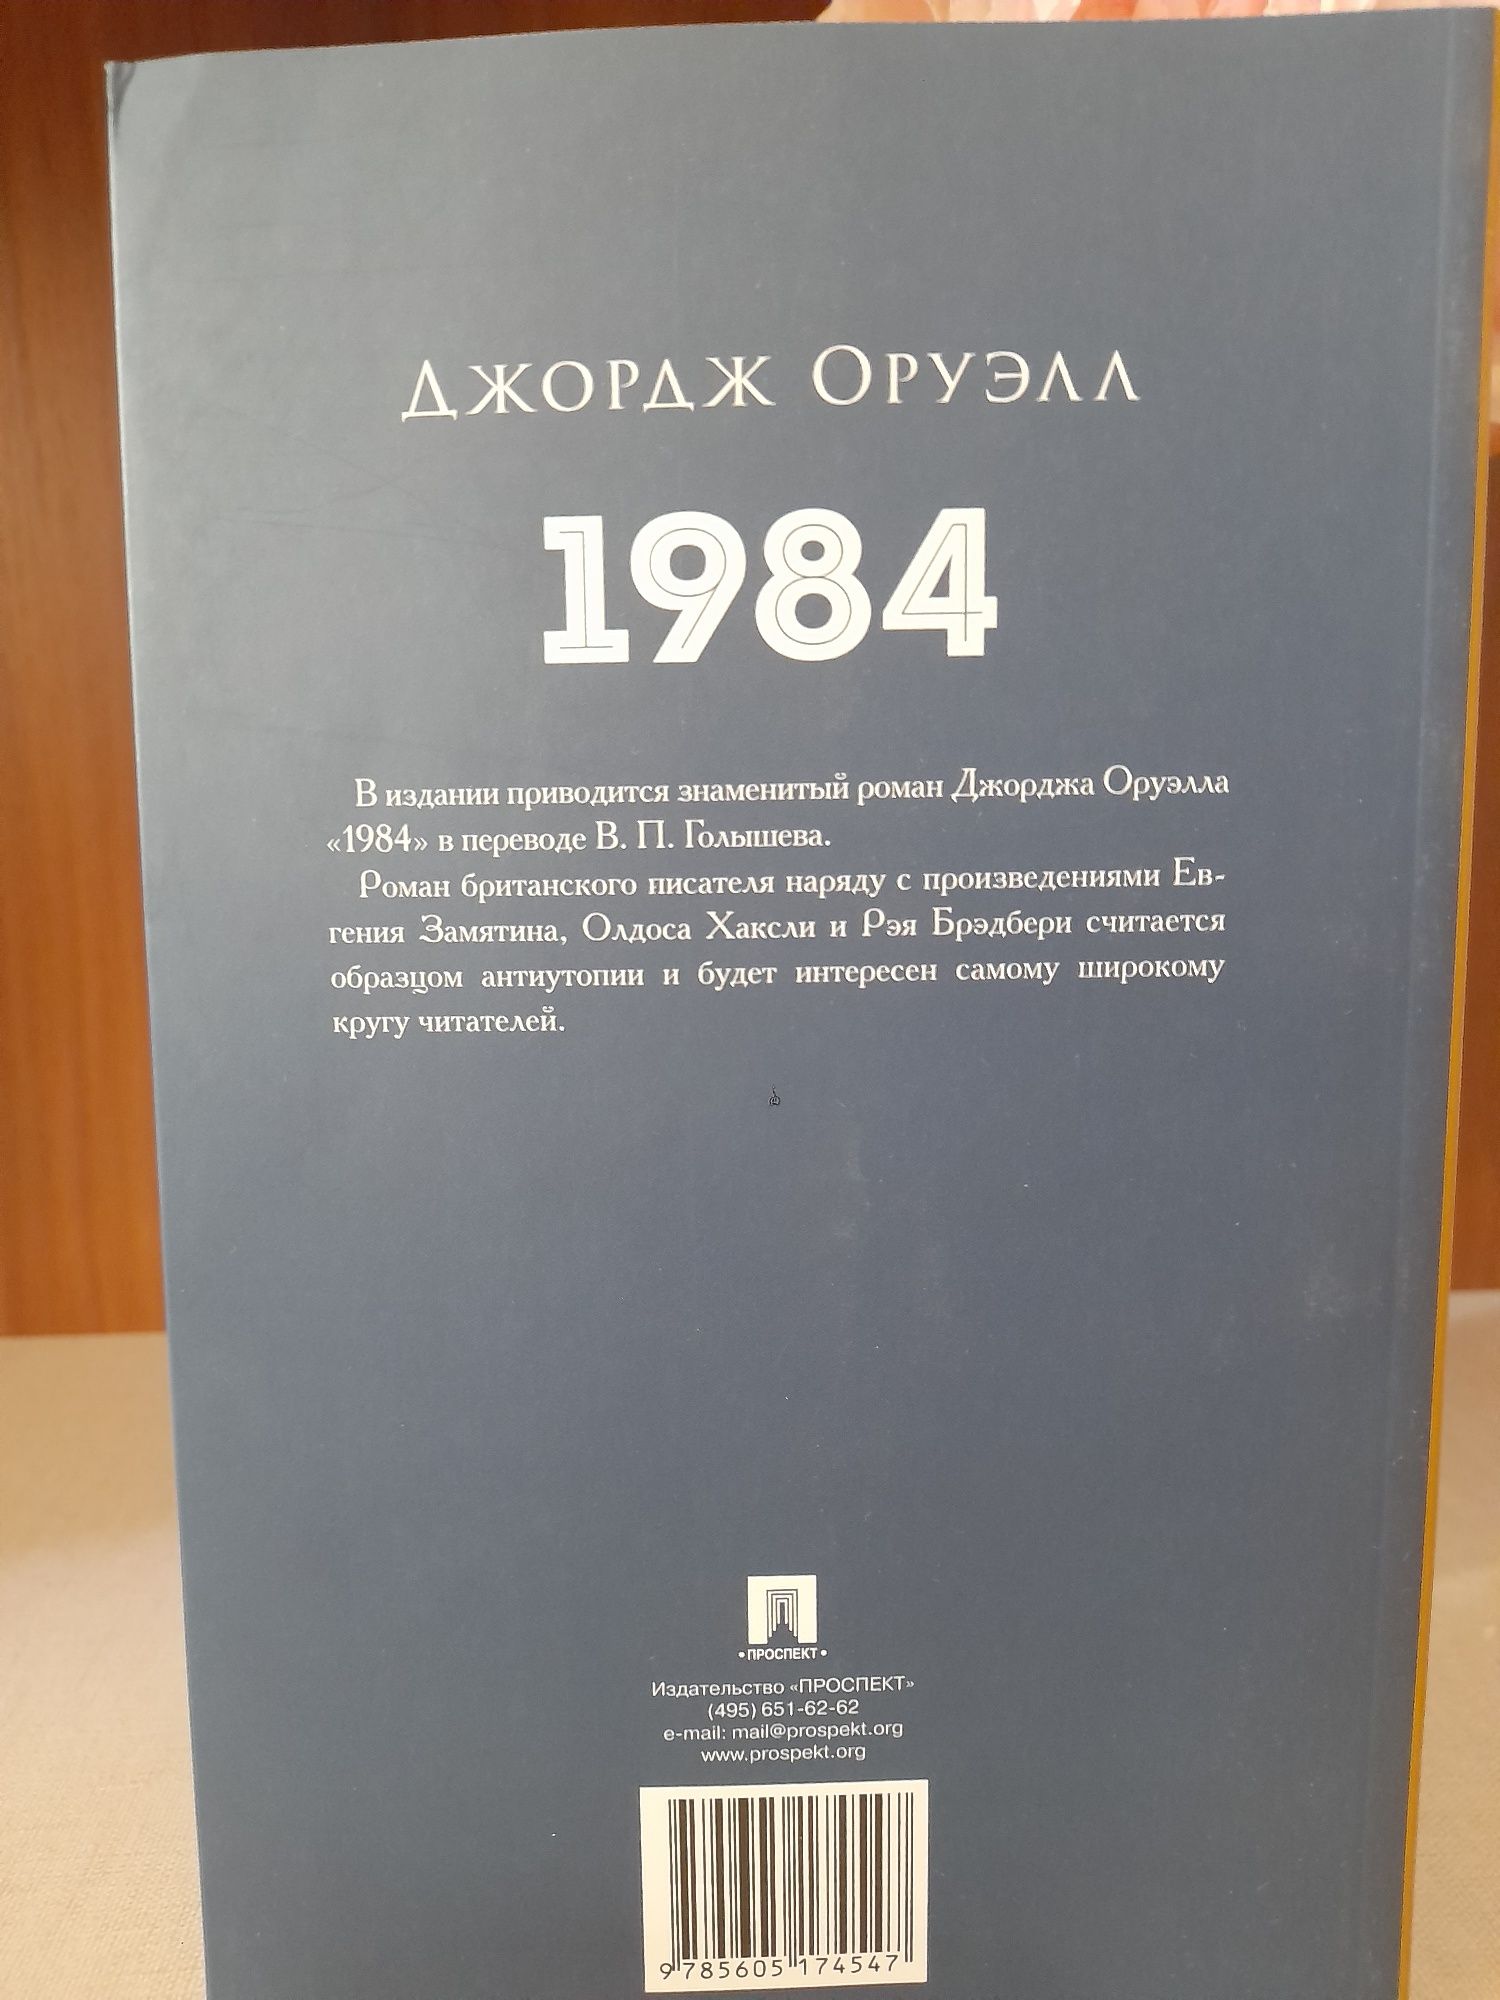 Джордж Оруэлл
1984
В издании приводится знаменитый роман Джорджа Оруэлла
«1984» в переводе В. П. Голышева.
Роман британского писателя наряду с произведениями Ев-
гения Замятина, Олдоса Хаксли и Рэя Брэдбери считается
образцом антиутопии и будет интересен самому широкому
кругу читателей.
•ПРОСПЕКТ•
Издательство «ПРОСПЕКТ»
(495) 651-62-62
e-mail: mail@prospekt.org
www.prospekt.org
9 785605 174547